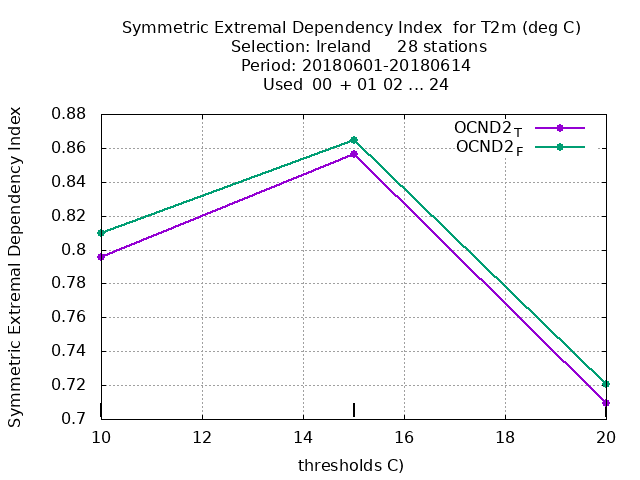 Symmetric Extremal Dependency Index  for T2m (deg C)
Selection: Ireland     28 stations
Period: 20180601-20180614
Used  00 + 01 02 ... 24
OCND2_T
OCND2_F
Symmetric Extremal Dependency Index
0.88
0.86
0.84
0.82
0.8
0.78
0.76
0.74
0.72
0.7
10 12 14 16 18 20
thresholds C)